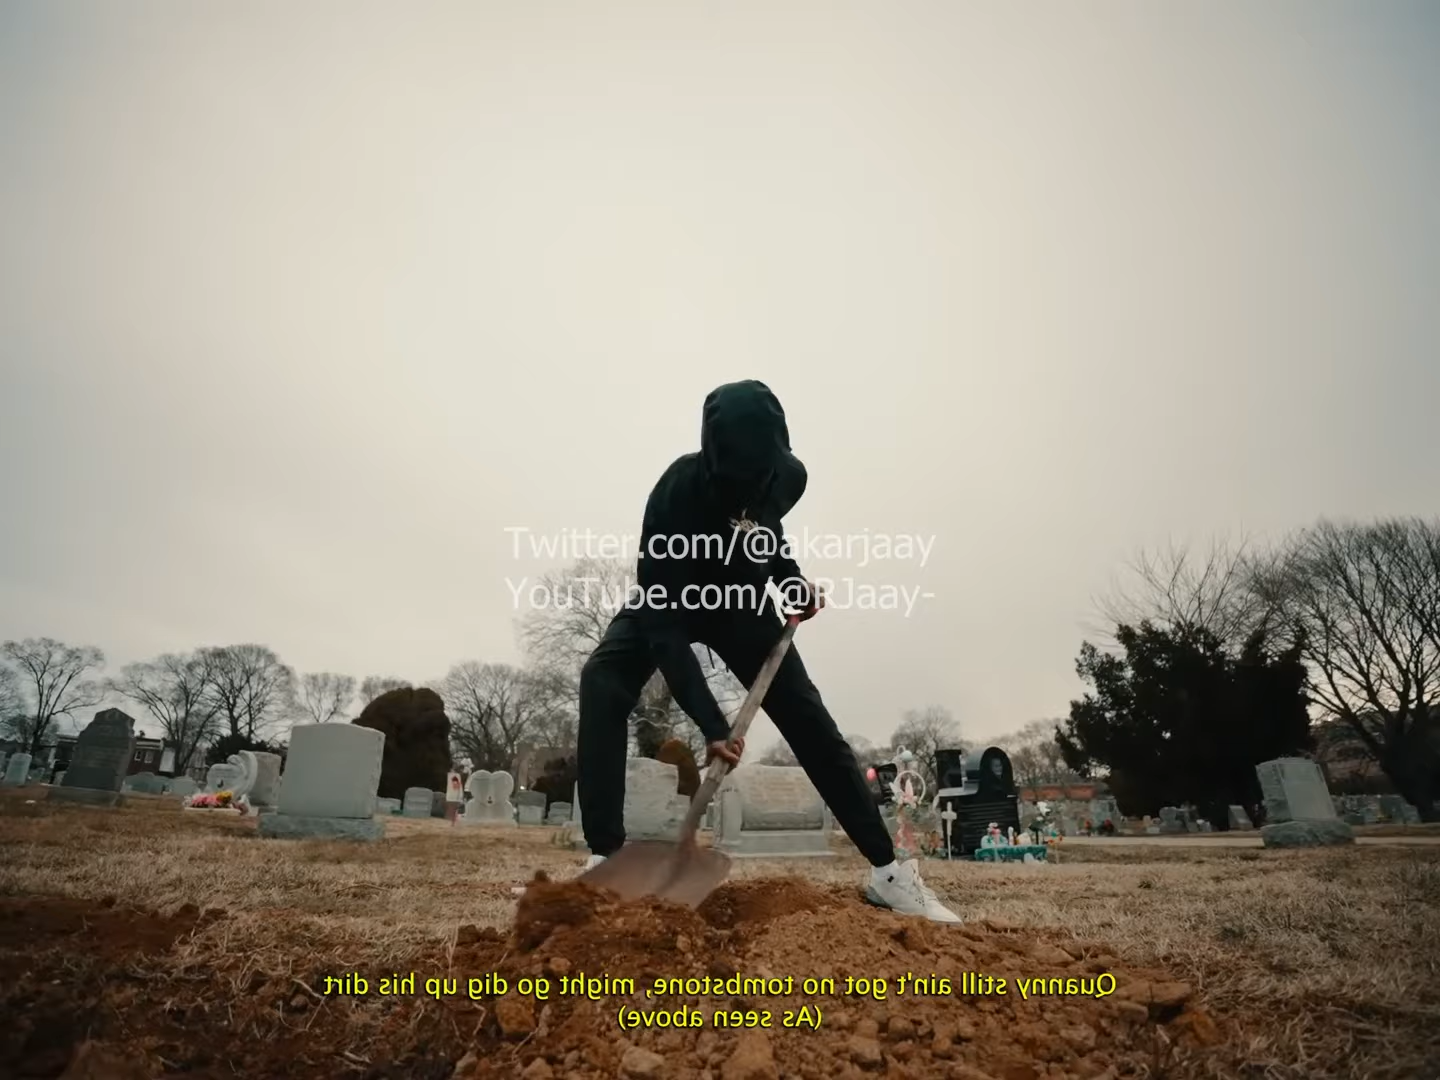 Twitter.com/@akarjaay
YouTube.com/@RJaay-
Quanny still ain't got no tombstone, might go dig up his dirt
(As seen above)